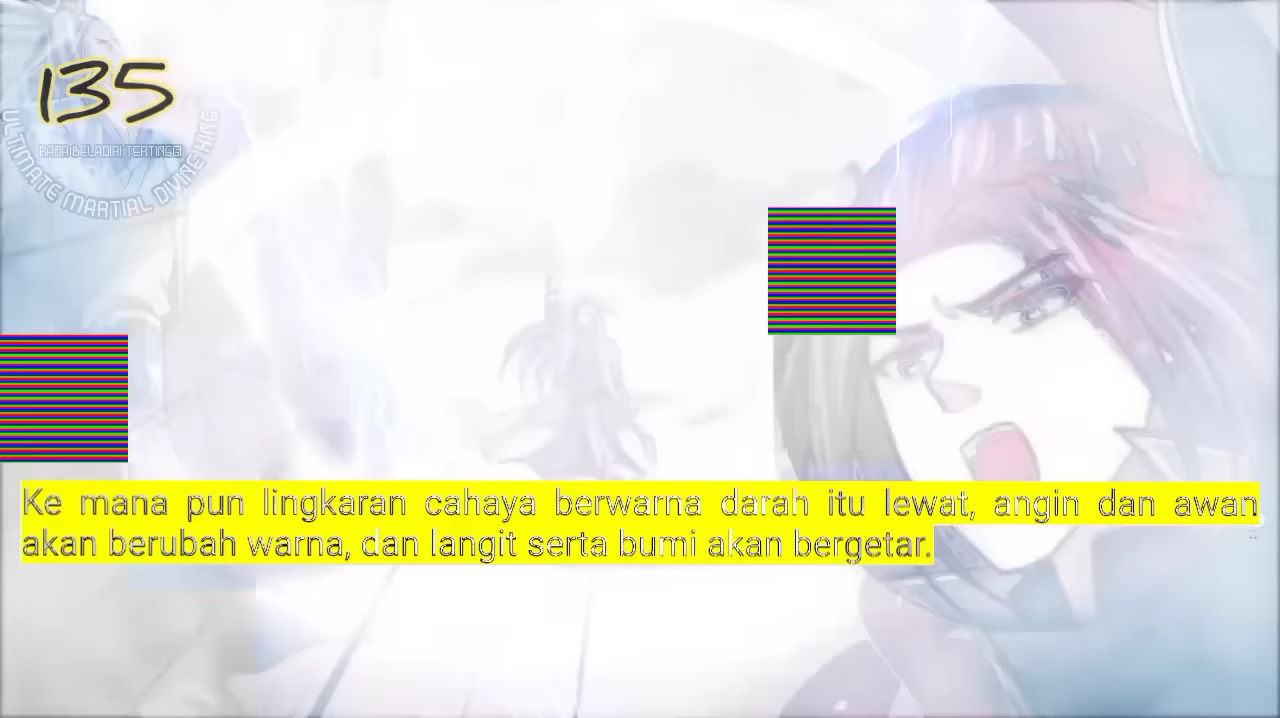 135
RAJA BELADIRI TERTINGGI
ULTIMATE MARTIAL DIVINE KING
Ke mana pun lingkaran cahaya berwarna darah itu lewat, angin dan awan
akan berubah warna, dan langit serta bumi akan bergetar.